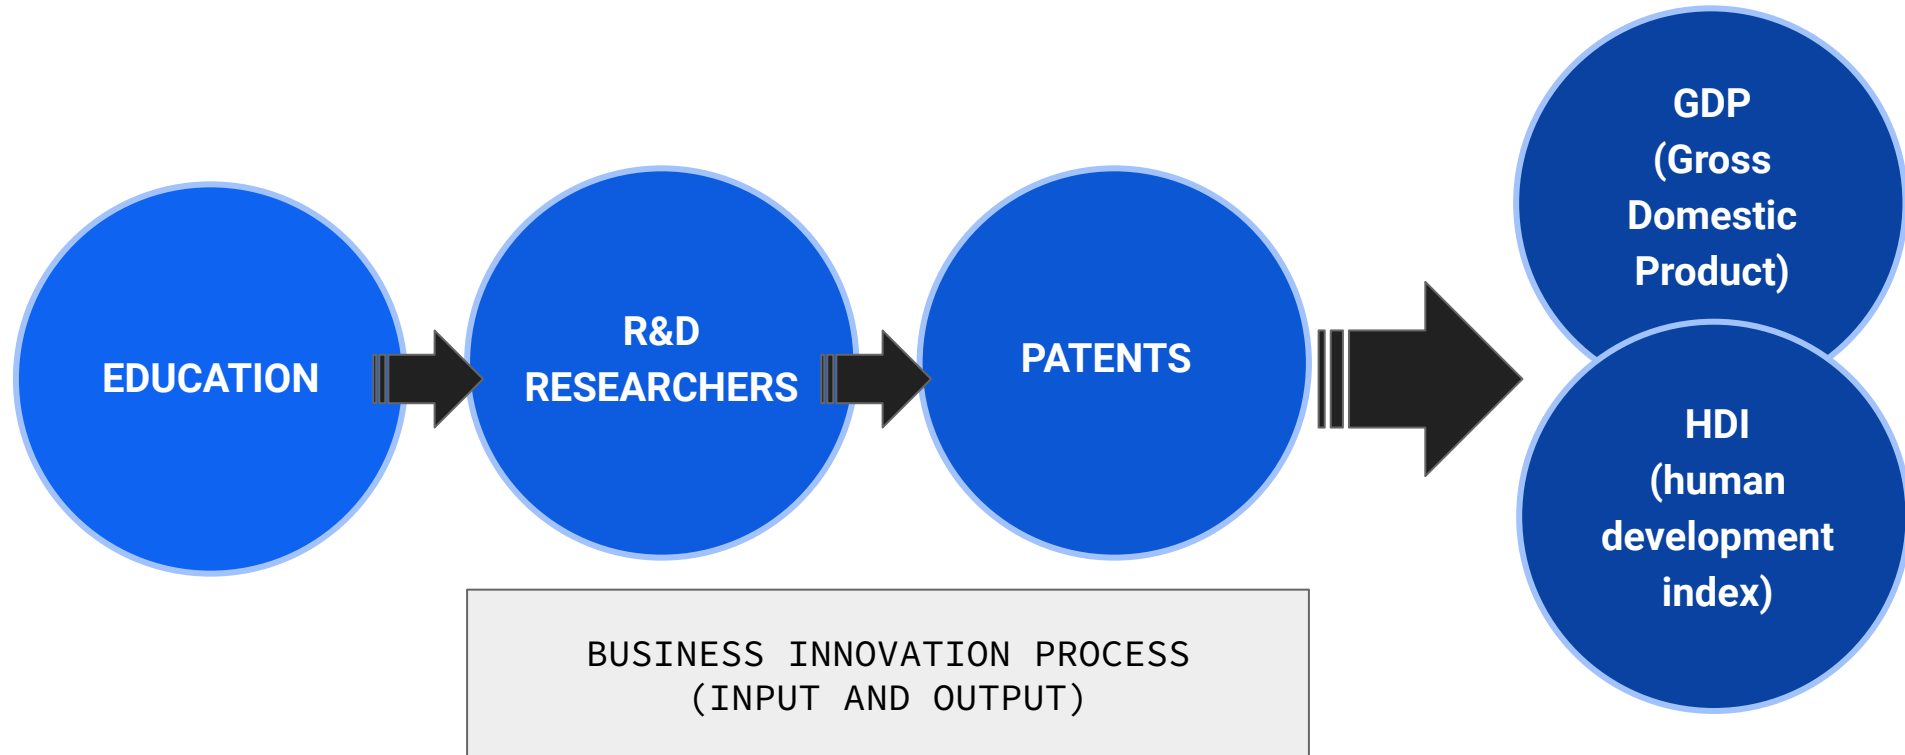 EDUCATION
R&D
RESEARCHERS
PATENTS
GDP
(Gross
Domestic
Product)
HDI
(human
development
index)
BUSINESS INNOVATION PROCESS
(INPUT AND OUTPUT)